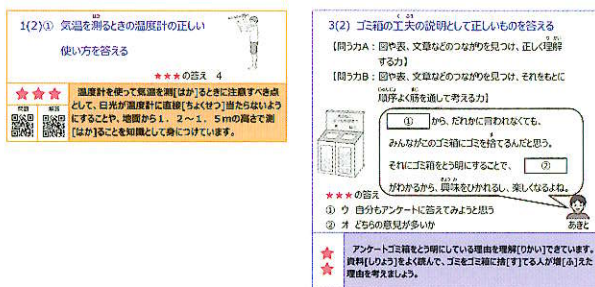 1(2)① 気温を測るときの温度計の正しい
使い方を答える
★★★の答え 4
★★★
問題 解答
温度計を使って気温を測[はか]るときに注意すべき点
として、日光が温度計に直接[ちょくせつ]当たらないよう
にすることや、地面から1.2～1.5mの高さで測
[はか]ることを知識として身につけています。
3(2) ゴミ箱の工夫の説明として正しいものを答える
【問う力A：図や表、文章などのつながりを見つけ、正しく理解
する力】
【問う力B：図や表、文章などのつながりを見つけ、それをもとに
順序よく筋を通して考える力】
① から、だれかに言われなくても、
みんながこのゴミ箱にゴミを捨てるんだと思う。
それにゴミ箱をとう明にすることで、 ②
がわかるから、興味をひかれるし、楽しくなるよね。
あきと
★★★の答え
① ウ 自分もアンケートに答えてみようと思う
② オ どちらの意見が多いか
★★
アンケートゴミ箱をとう明にしている理由を理解[りかい]できています。
資料[しりょう]をよく読んで、ゴミをゴミ箱に捨[す]てる人が増[ふ]えた
理由を考えましょう。